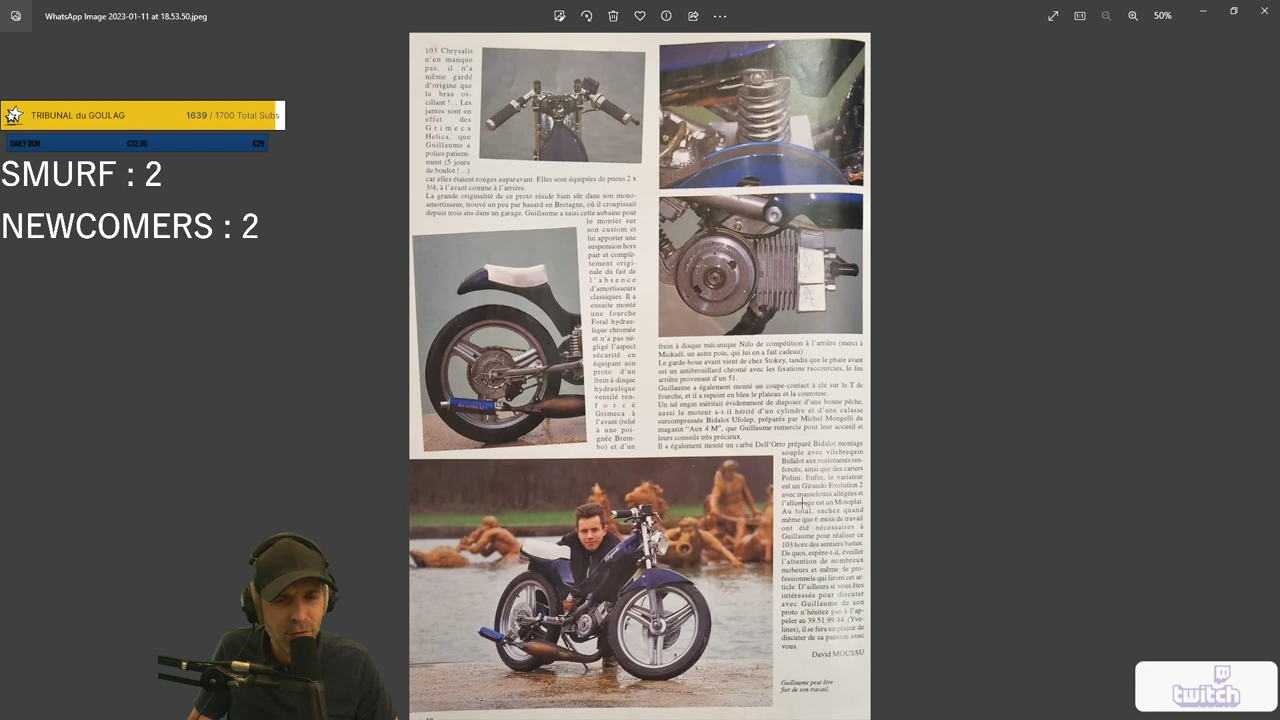 WhatsApp Image 2023-01-11 at 18.53.50.jpeg
50%
TRIBUNAL du GOULAG
1639 / 1700 Total Subs
DAILY DON
€32.00
€29
SMURF : 2
NEWCOMERS : 2
103 Chrysalis
n'en manque
pas, il n'a
même gardé
d'origine que
le bras os-
cillant !... Les
jantes sont en
effet des
Grimeca
Helica, que
Guillaume a
polies patiem-
ment (5 jours
de boulot !...)
car elles étaient rouges auparavant. Elles sont équipées de pneus 2 x
3/4, à l'avant comme à l'arrière.
La grande originalité de ce proto réside bien sûr dans son mono-
amortisseur, trouvé un peu par hasard en Bretagne, où il croupissait
depuis trois ans dans un garage. Guillaume a saisi cette aubaine pour
le monter sur
son custom et
lui apporter une
suspension hors
pair et complè-
tement origi-
nale du fait de
l'absence
d'amortisseurs
classiques. Il a
ensuite monté
une fourche
Foral hydrau-
lique chromée
et n'a pas né-
gligé l'aspect
sécurité en
équipant son
proto d'un
frein à disque
hydraulique
ventilé ren-
forcé
Grimeca à
l'avant (relié
à une poi-
gnée Brem-
bo) et d'un
BIDALOT
frein à disque mécanique Nifo de compétition à l'arrière (merci à
Mickaël, un autre pote, qui lui en a fait cadeau).
Le garde-boue avant vient de chez Stokey, tandis que le phare avant
est un antibrouillard chromé avec les fixations raccourcies, le feu
arrière provenant d'un 51.
Guillaume a également monté un coupe-contact à clé sur le T de
fourche, et il a repeint en bleu le plateau et la couronne.
Un tel engin méritait évidemment de disposer d'une bonne pêche,
aussi le moteur a-t-il hérité d'un cylindre et d'une culasse
surcompressée Bidalot Ufolep, préparés par Michel Mongelli du
magasin "Aux 4 M", que Guillaume remercie pour leur accueil et
leurs conseils très précieux.
Il a également monté un carbu Dell'Orto préparé Bidalot montage
souple avec vilebrequin
Bidalot aux roulements ren-
forcés, ainsi que des carters
Polini. Enfin, le variateur
est un Giraudo Evolution 2
avec masselottes allégées et
l'allumage est un Motoplat.
Au total, sachez quand
même que 6 mois de travail
ont été nécessaires à
Guillaume pour réaliser ce
103 hors des sentiers battus.
De quoi, espère-t-il, éveiller
l'attention de nombreux
mobeurs et même de pro-
fessionnels qui liront cet ar-
ticle. D'ailleurs si vous êtes
intéressés pour discuter
avec Guillaume de son
proto n'hésitez pas à l'ap-
peler au 39.51.99.44. (Yve-
lines), il se fera un plaisir de
discuter de sa passion avec
vous.
David MOUSSU
Guillaume peut être
fier de son travail.
twitch